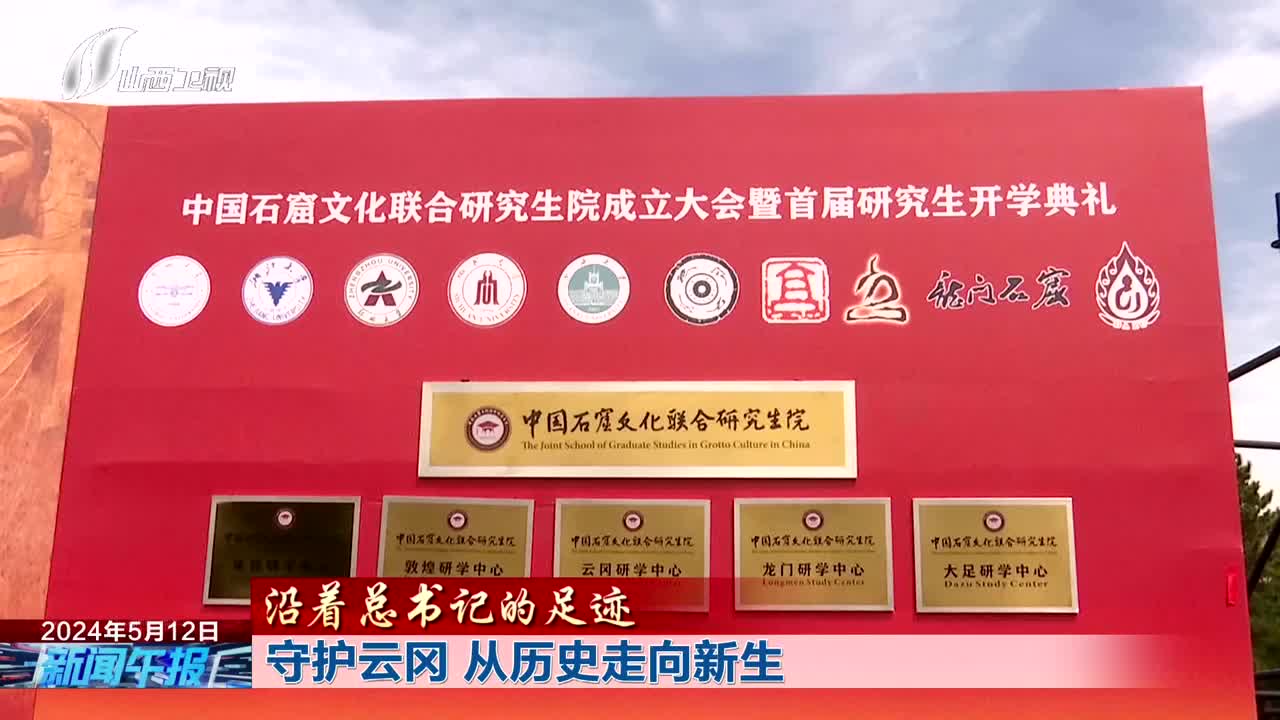 山西卫视
中国石窟文化联合研究生院成立大会暨首届研究生开学典礼
ZHENGZHOU UNIVERSITY
龍门石窟
中国石窟文化联合研究生院
The Joint School of Graduate Studies in Grotto Culture in China
中国石窟文化联合研究生院
敦煌研学中心
中国石窟文化联合研究生院
云冈研学中心
中国石窟文化联合研究生院
龙门研学中心
Longmen Study Center
中国石窟文化联合研究生院
大足研学中心
Dazu Study Center
沿着总书记的足迹
2024年5月12日
新闻午报
守护云冈 从历史走向新生